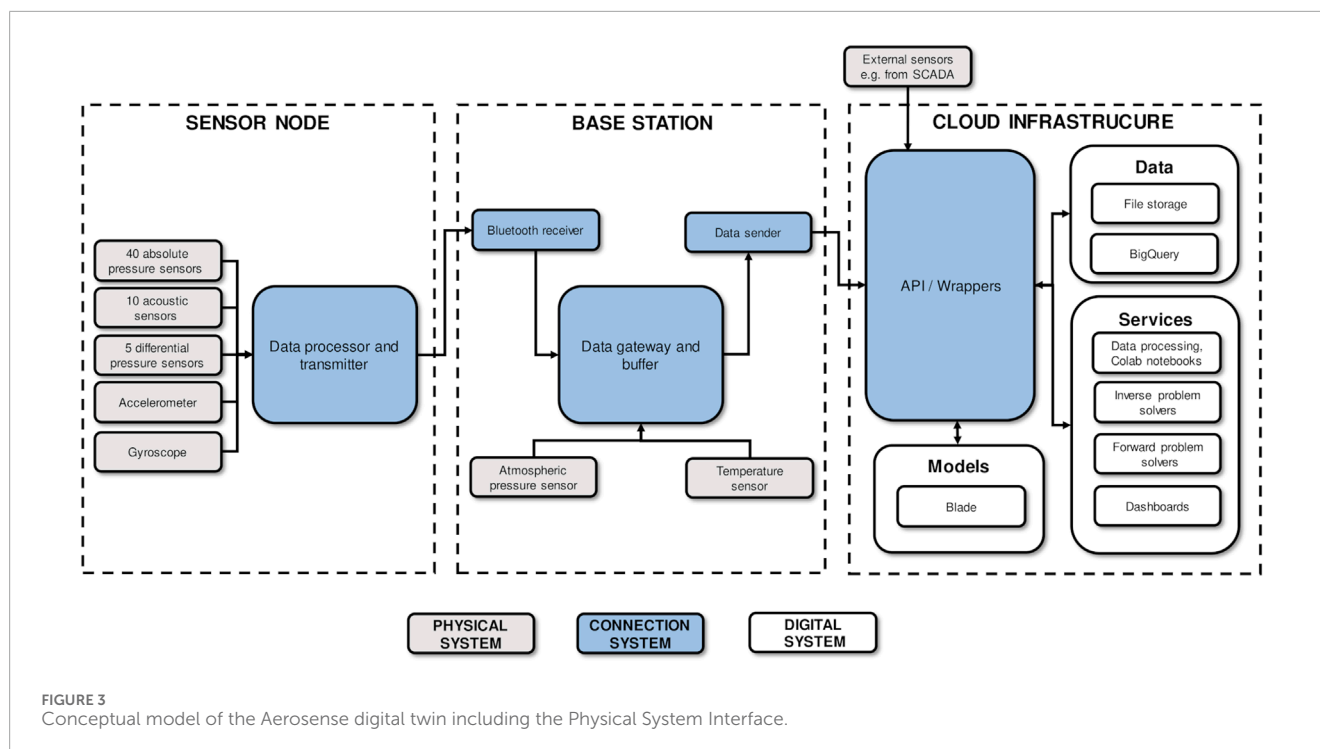 External sensors
e.g. from SCADA
SENSOR NODE
BASE STATION
CLOUD INFRASTRUCURE
40 absolute
pressure sensors
10 acoustic
sensors
5 differential
pressure sensors
Accelerometer
Gyroscope
Data processor and
transmitter
Bluetooth receiver
Data sender
Data gateway and
buffer
Atmospheric
pressure sensor
Temperature
sensor
API / Wrappers
Data
File storage
BigQuery
Services
Data processing,
Colab notebooks
Inverse problem
solvers
Forward problem
solvers
Dashboards
Models
Blade
PHYSICAL
SYSTEM
CONNECTION
SYSTEM
DIGITAL
SYSTEM
FIGURE 3
Conceptual model of the Aerosense digital twin including the Physical System Interface.